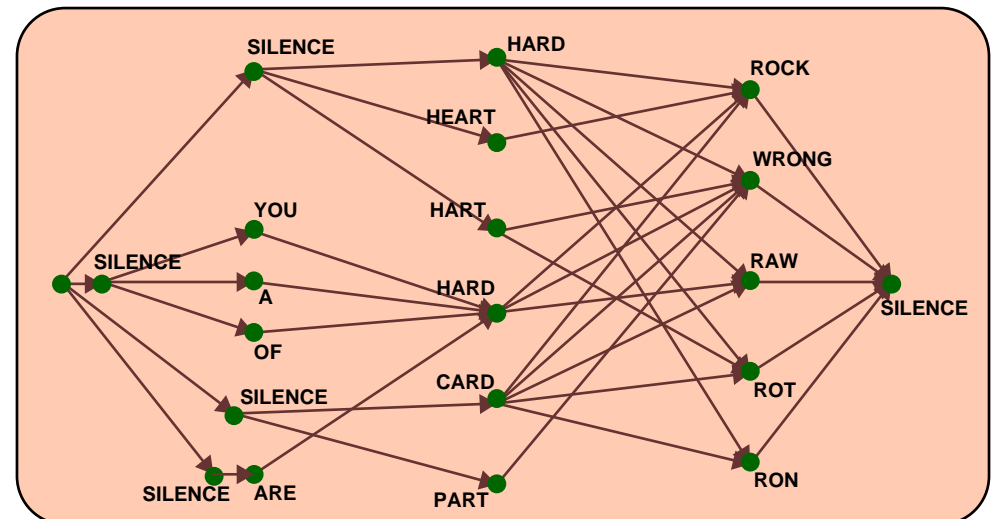 SILENCE
HARD
ROCK
HEART
WRONG
YOU
HART
SILENCE
RAW
A
HARD
SILENCE
OF
CARD
ROT
SILENCE
RON
SILENCE
ARE
PART